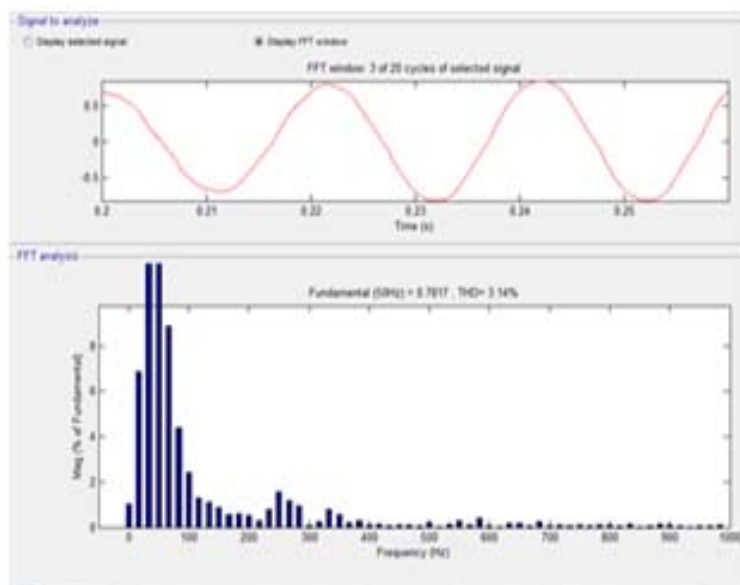 Signal to analyze
Display selected signal
Display FFT window
FFT window: 3 of 20 cycles of selected signal
0.5
0
-0.5
0.2 0.21 0.22 0.23 0.24 0.25
Time (s)
FFT analysis
Fundamental (50Hz) = 0.7817 , THD= 3.14%
8
6
4
2
0
Mag (% of Fundamental)
0 100 200 300 400 500 600 700 800 900 1000
Frequency (Hz)